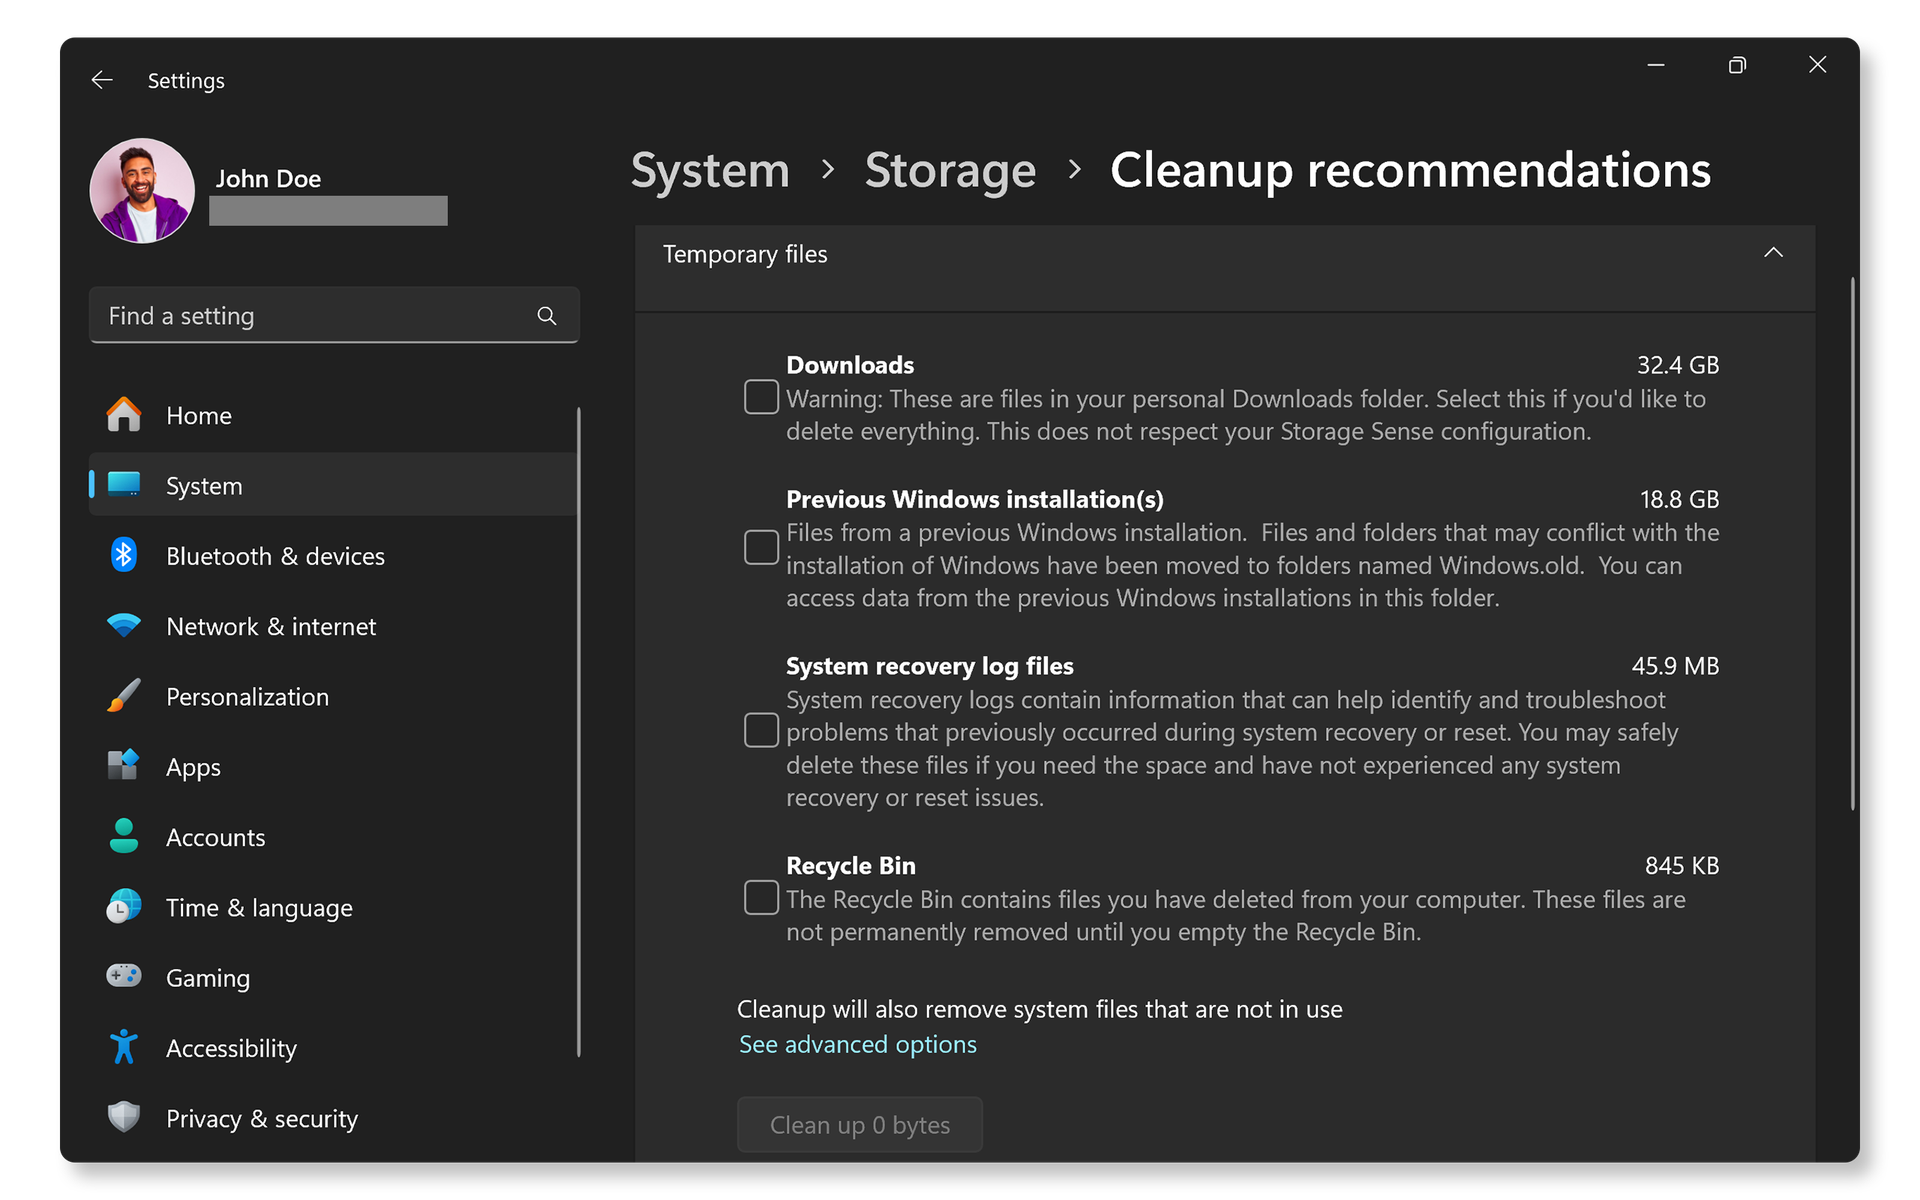 Settings
John Doe
Find a setting
Home
System
Bluetooth & devices
Network & internet
Personalization
Apps
Accounts
Time & language
Gaming
Accessibility
Privacy & security
System > Storage > Cleanup recommendations
Temporary files
Downloads 32.4 GB
Warning: These are files in your personal Downloads folder. Select this if you'd like to
delete everything. This does not respect your Storage Sense configuration.
Previous Windows installation(s) 18.8 GB
Files from a previous Windows installation.  Files and folders that may conflict with the
installation of Windows have been moved to folders named Windows.old.  You can
access data from the previous Windows installations in this folder.
System recovery log files 45.9 MB
System recovery logs contain information that can help identify and troubleshoot
problems that previously occurred during system recovery or reset. You may safely
delete these files if you need the space and have not experienced any system
recovery or reset issues.
Recycle Bin 845 KB
The Recycle Bin contains files you have deleted from your computer. These files are
not permanently removed until you empty the Recycle Bin.
Cleanup will also remove system files that are not in use
See advanced options
Clean up 0 bytes